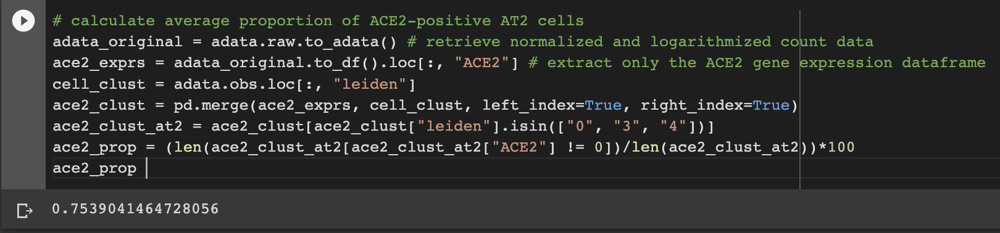 # calculate average proportion of ACE2-positive AT2 cells
adata_original = adata.raw.to_adata() # retrieve normalized and logarithmized count data
ace2_exprs = adata_original.to_df().loc[:, "ACE2"] # extract only the ACE2 gene expression dataframe
cell_clust = adata.obs.loc[:, "leiden"]
ace2_clust = pd.merge(ace2_exprs, cell_clust, left_index=True, right_index=True)
ace2_clust_at2 = ace2_clust[ace2_clust["leiden"].isin(["0", "3", "4"])]
ace2_prop = (len(ace2_clust_at2[ace2_clust_at2["ACE2"] != 0])/len(ace2_clust_at2))*100
ace2_prop
0.7539041464728056